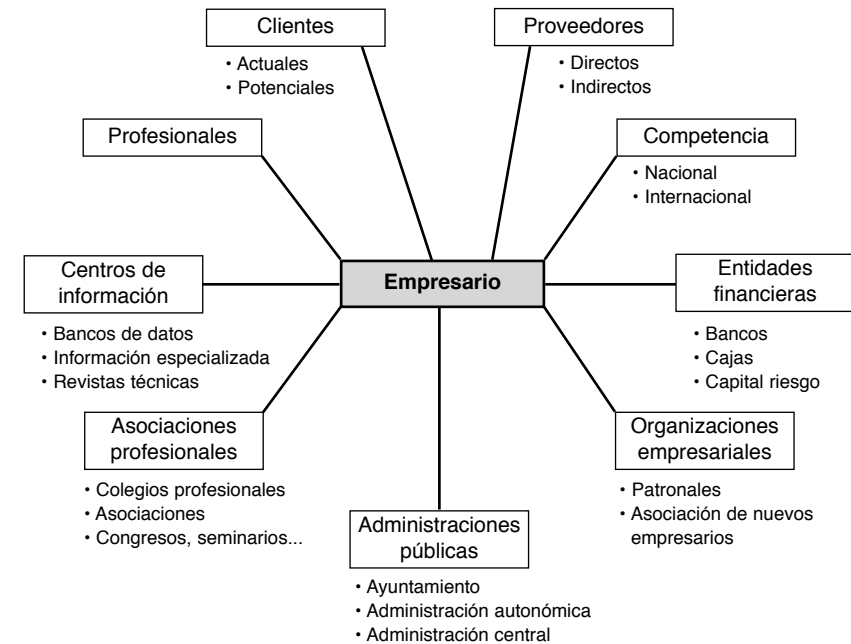 Clientes
• Actuales
• Potenciales
Proveedores
• Directos
• Indirectos
Profesionales
Competencia
• Nacional
• Internacional
Centros de
información
• Bancos de datos
• Información especializada
• Revistas técnicas
Empresario
Entidades
financieras
• Bancos
• Cajas
• Capital riesgo
Asociaciones
profesionales
• Colegios profesionales
• Asociaciones
• Congresos, seminarios...
Administraciones
públicas
• Ayuntamiento
• Administración autonómica
• Administración central
Organizaciones
empresariales
• Patronales
• Asociación de nuevos
empresarios